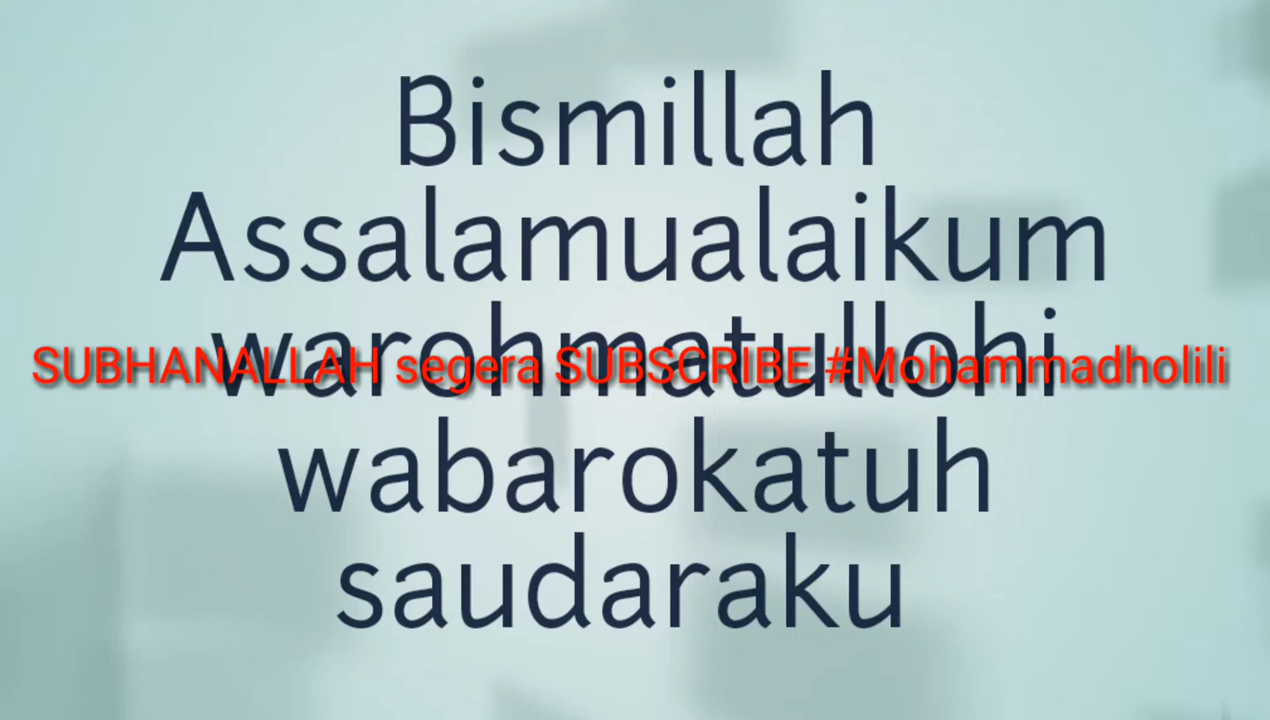 Bismillah
Assalamualaikum
warohmatullohi
SUBHANALLAH segera SUBSCRIBE #Mohammadholili
wabarokatuh
saudaraku